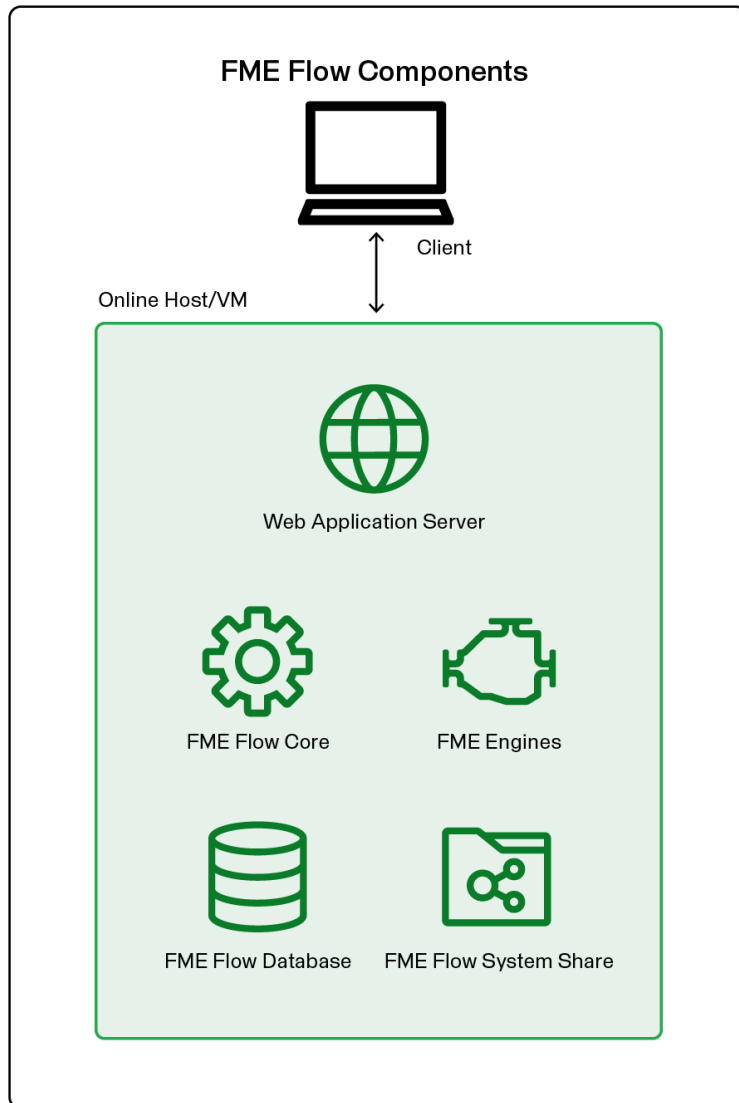 FME Flow Components
Client
Online Host/VM
Web Application Server
FME Flow Core
FME Engines
FME Flow Database
FME Flow System Share